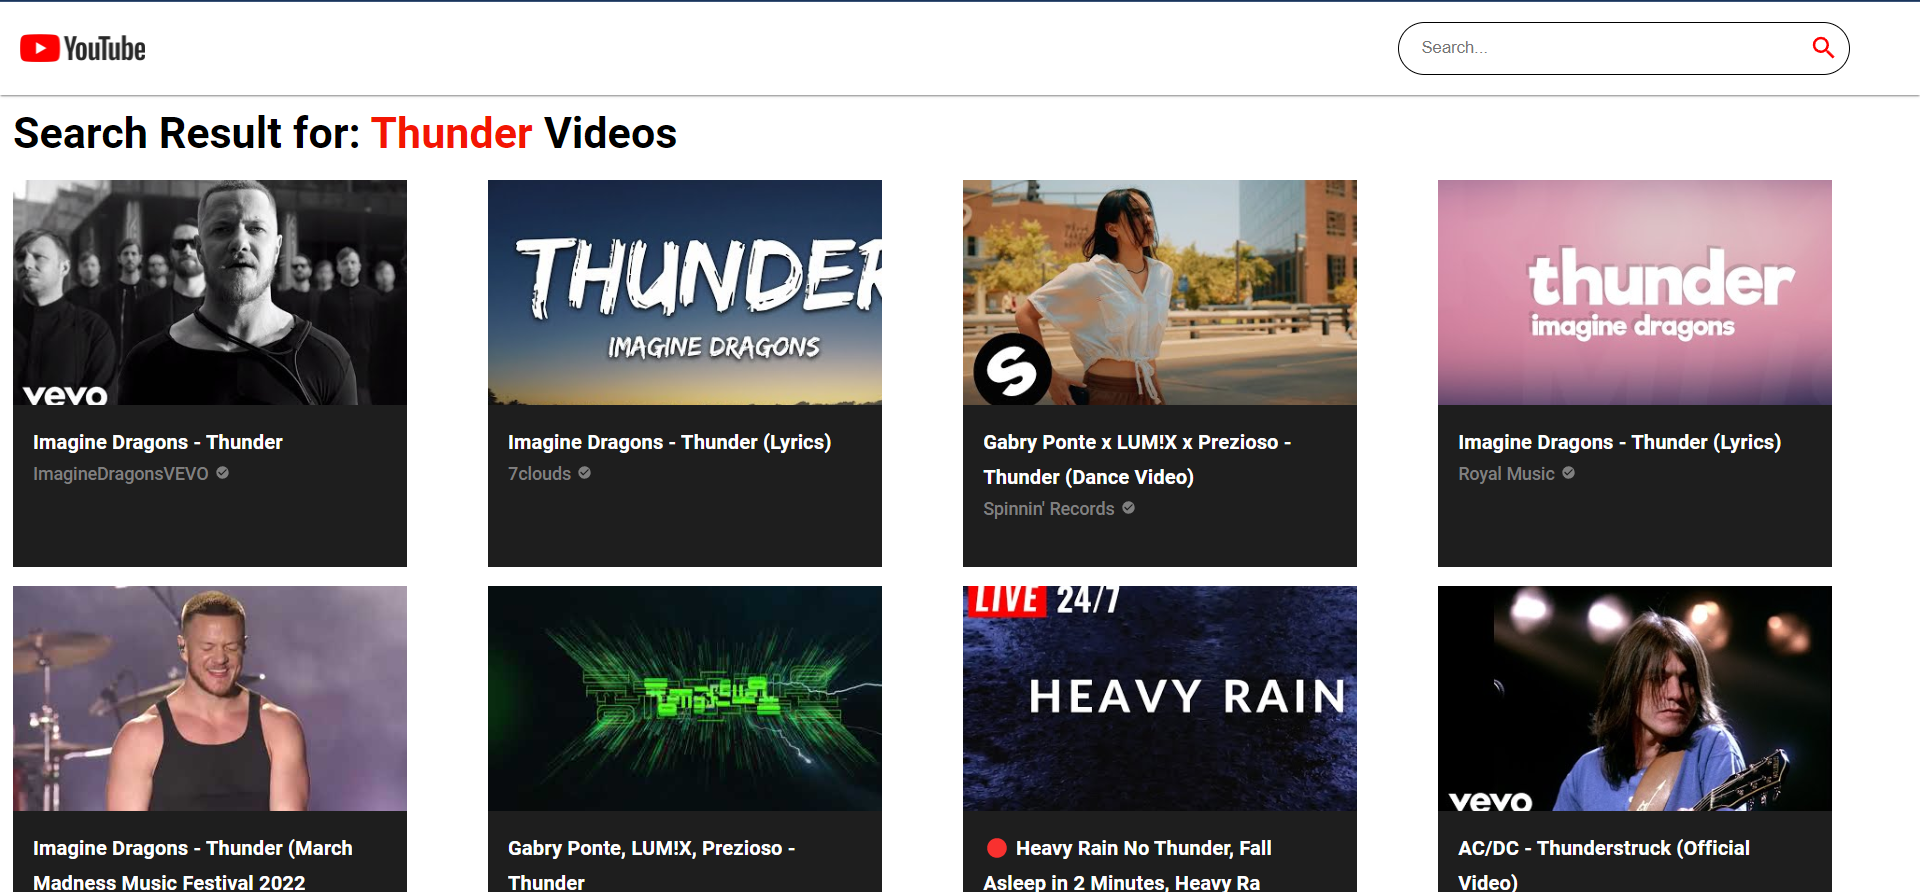 YouTube
Search...
Search Result for: Thunder Videos
vevo
THUNDER
IMAGINE DRAGONS
S
thunder
imagine dragons
Imagine Dragons - Thunder
ImagineDragonsVEVO
Imagine Dragons - Thunder (Lyrics)
7clouds
Gabry Ponte x LUM!X x Prezioso -
Thunder (Dance Video)
Spinnin' Records
Imagine Dragons - Thunder (Lyrics)
Royal Music
LIVE 24/7
HEAVY RAIN
vevo
Imagine Dragons - Thunder (March
Madness Music Festival 2022
Gabry Ponte, LUM!X, Prezioso -
Thunder
Heavy Rain No Thunder, Fall
Asleep in 2 Minutes, Heavy Ra
AC/DC - Thunderstruck (Official
Video)